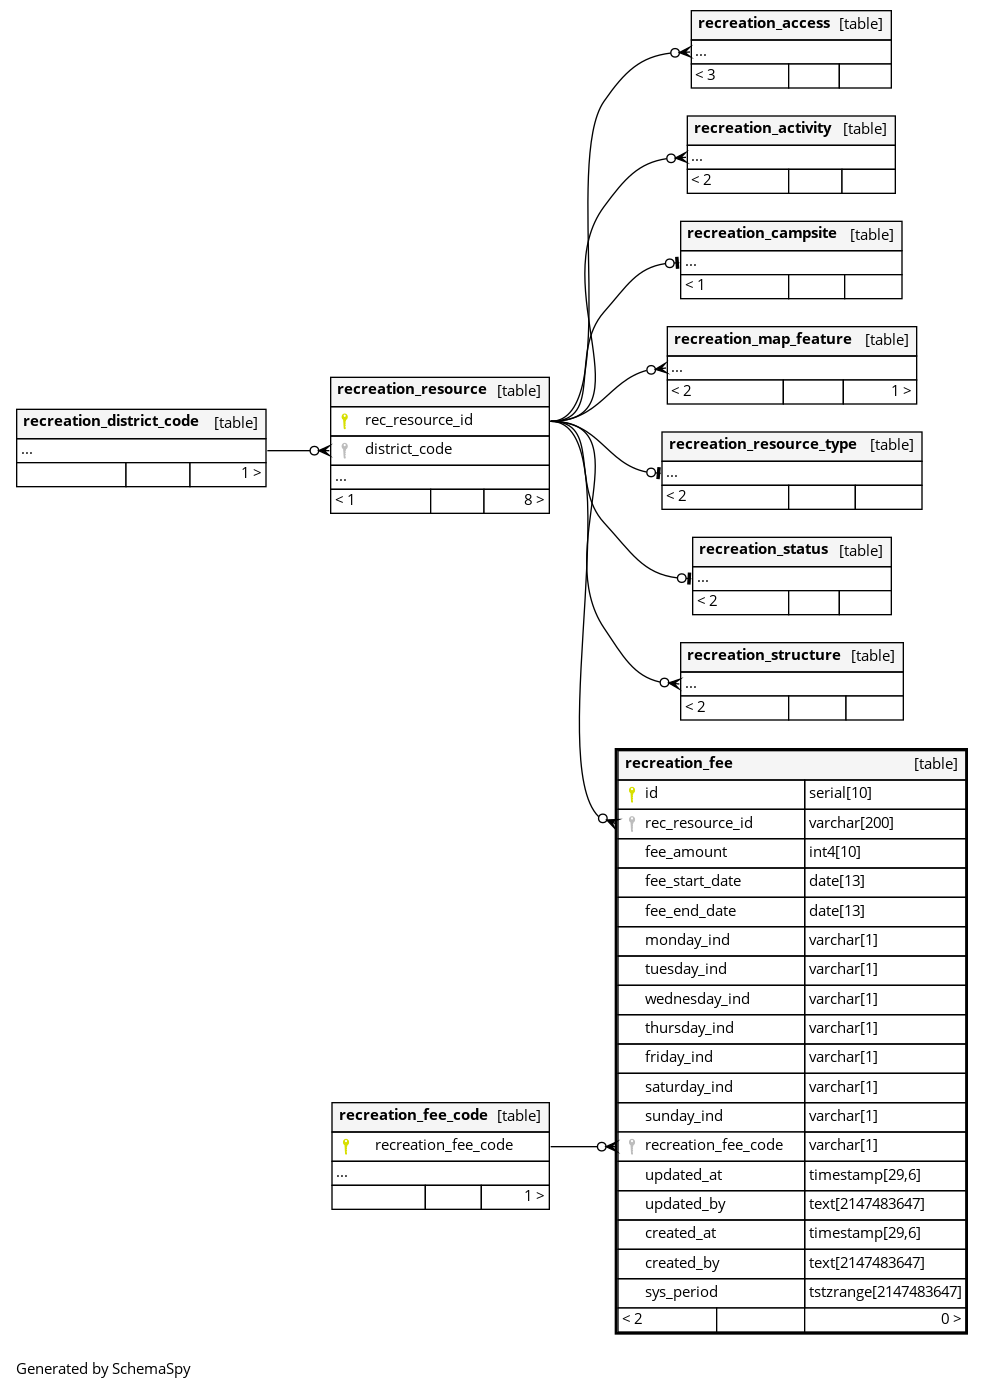 recreation_access [table]
...
< 3
recreation_activity [table]
...
< 2
recreation_campsite [table]
...
< 1
recreation_map_feature [table]
...
< 2 1 >
recreation_resource [table]
rec_resource_id
district_code
...
< 1 8 >
recreation_district_code [table]
...
1 >
recreation_resource_type [table]
...
< 2
recreation_status [table]
...
< 2
recreation_structure [table]
...
< 2
recreation_fee [table]
id serial[10]
rec_resource_id varchar[200]
fee_amount int4[10]
fee_start_date date[13]
fee_end_date date[13]
monday_ind varchar[1]
tuesday_ind varchar[1]
wednesday_ind varchar[1]
thursday_ind varchar[1]
friday_ind varchar[1]
saturday_ind varchar[1]
sunday_ind varchar[1]
recreation_fee_code varchar[1]
updated_at timestamp[29,6]
updated_by text[2147483647]
created_at timestamp[29,6]
created_by text[2147483647]
sys_period tstzrange[2147483647]
< 2 0 >
recreation_fee_code [table]
recreation_fee_code
...
1 >
Generated by SchemaSpy